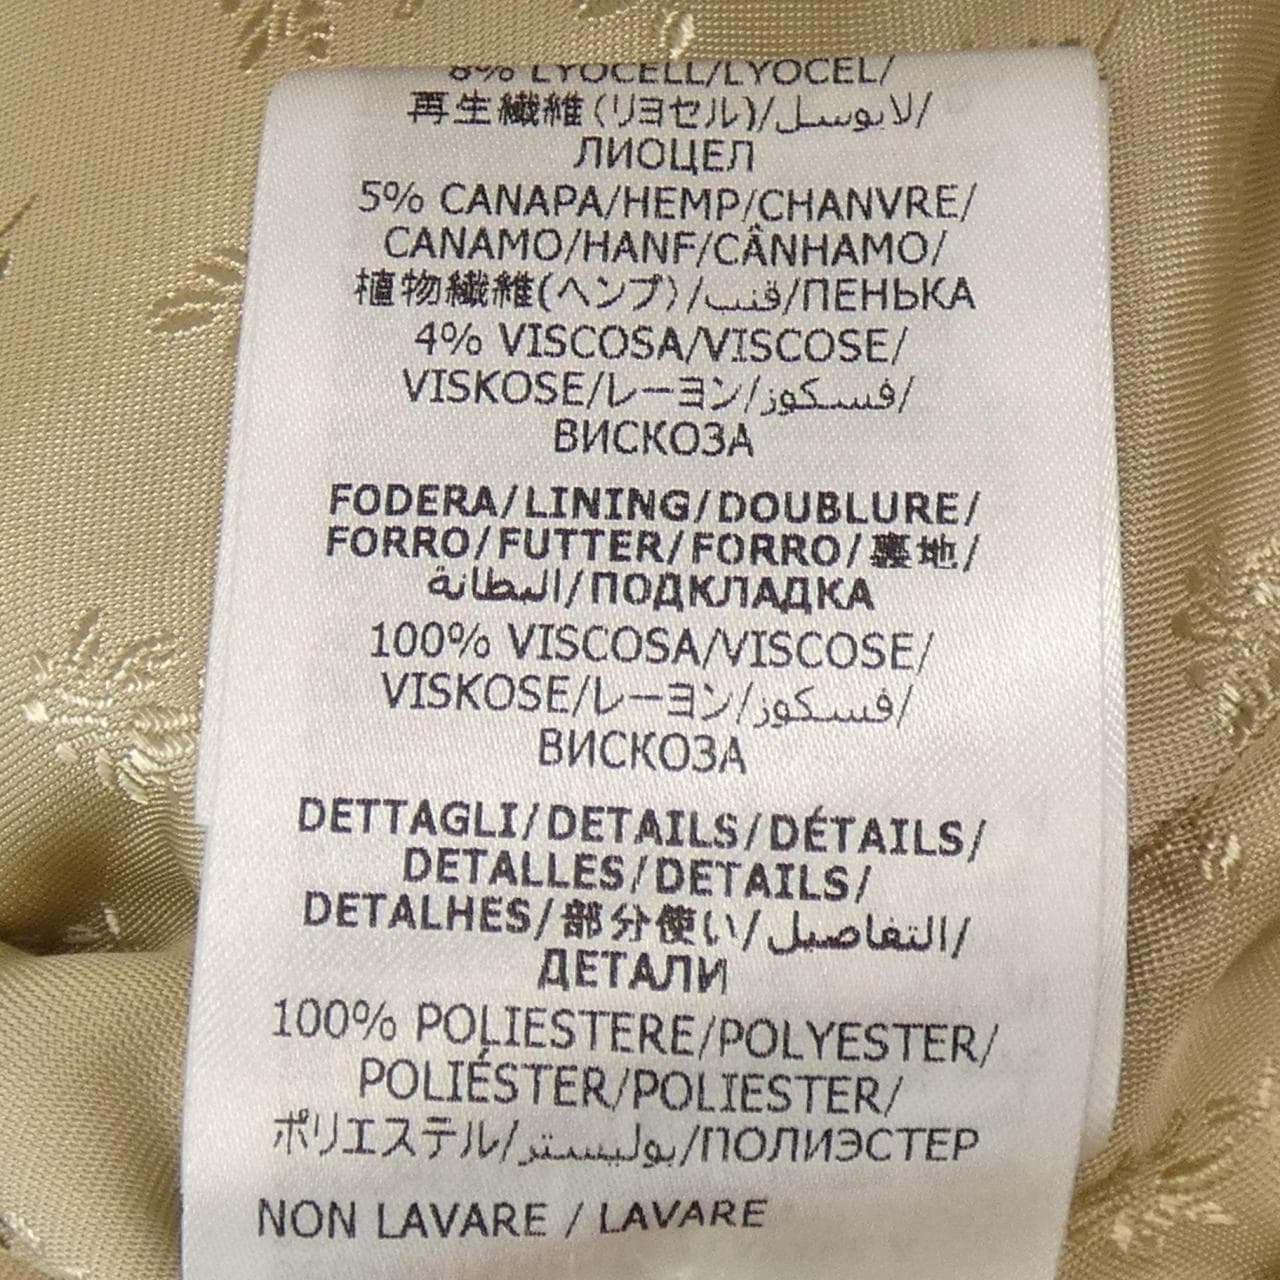 8% LYOCELL/LYOCEL/
再生繊維(リヨセル)/لايوسل/
ЛИОЦЕЛ
5% CANAPA/HEMP/CHANVRE/
CANAMO/HANF/CÂNHAMO/
植物繊維(ヘンプ)/قنب/ПЕНЬКА
4% VISCOSA/VISCOSE/
VISKOSE/レーヨン/فسكوز/
ВИСКОЗА
FODERA/LINING/DOUBLURE/
FORRO/FUTTER/FORRO/裏地/
البطانة/ПОДКЛАДКА
100% VISCOSA/VISCOSE/
VISKOSE/レーヨン/فسكوز/
ВИСКОЗА
DETTAGLI/DETAILS/DÉTAILS/
DETALLES/DETAILS/
DETALHES/部分使い/التفاصيل/
ДЕТАЛИ
100% POLIESTERE/POLYESTER/
POLIÉSTER/POLIESTER/
ポリエステル/بوليستر/ПОЛИЭСТЕР
NON LAVARE / LAVARE